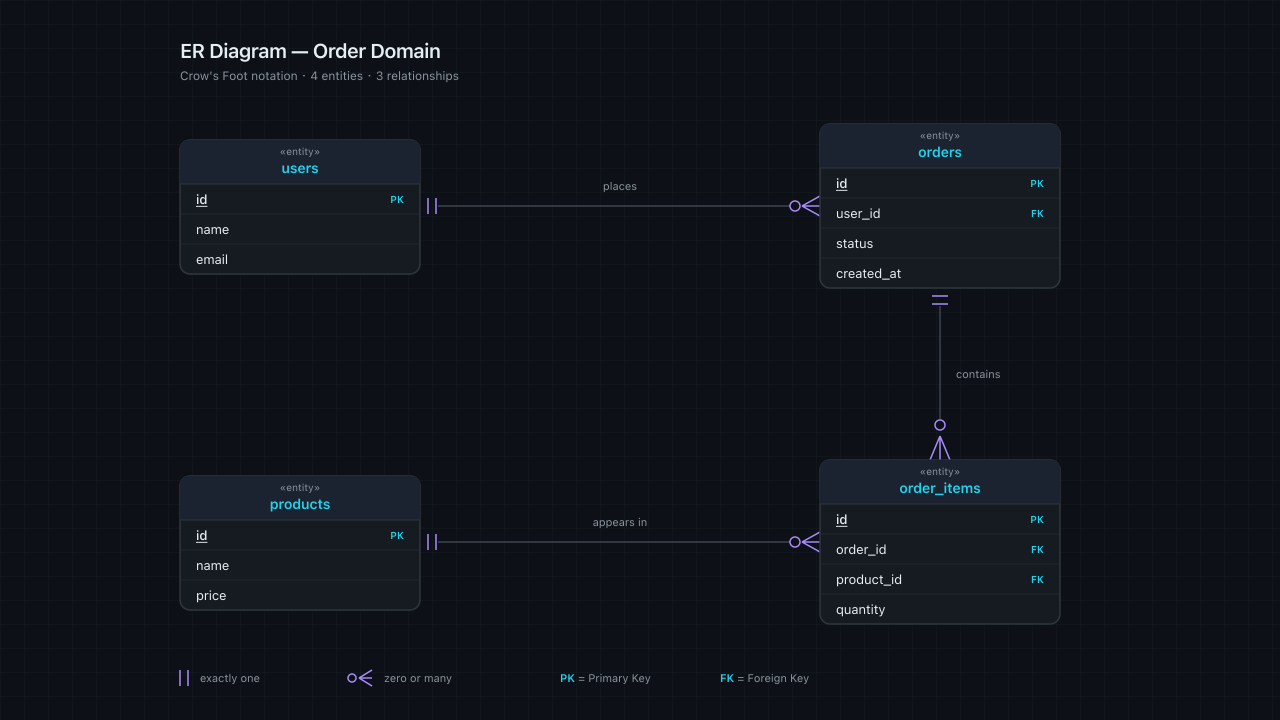 ER Diagram — Order Domain
Crow's Foot notation · 4 entities · 3 relationships
«entity»
users
id PK
name
email
places
«entity»
orders
id PK
user_id FK
status
created_at
contains
«entity»
products
id PK
name
price
appears in
«entity»
order_items
id PK
order_id FK
product_id FK
quantity
exactly one
zero or many
PK = Primary Key
FK = Foreign Key